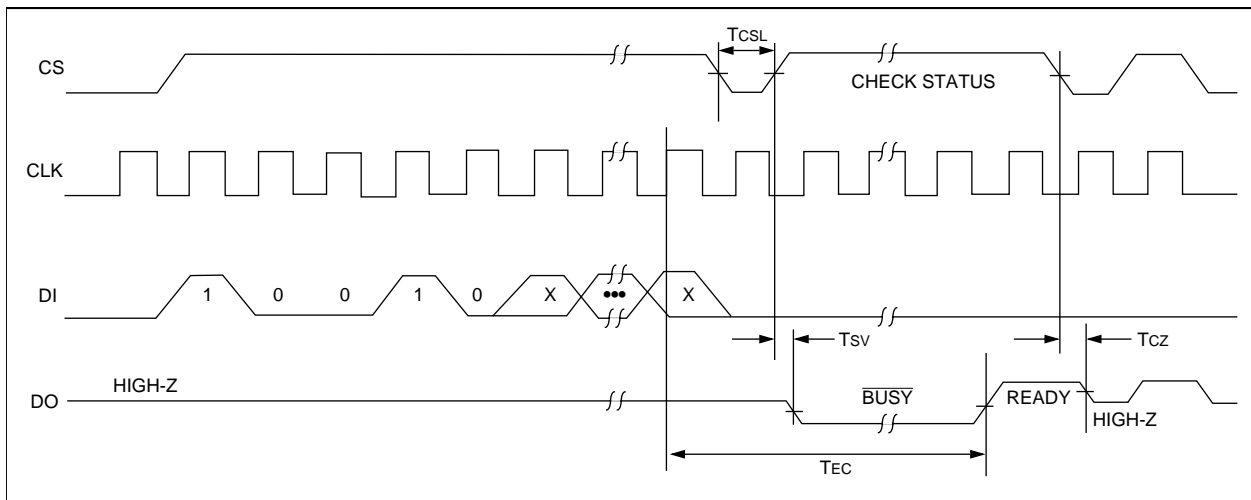 TCSL
CS
CHECK STATUS
CLK
DI
1 0 0 1 0 X ••• X
TSV
TCZ
HIGH-Z
BUSY
READY
DO
HIGH-Z
TEC